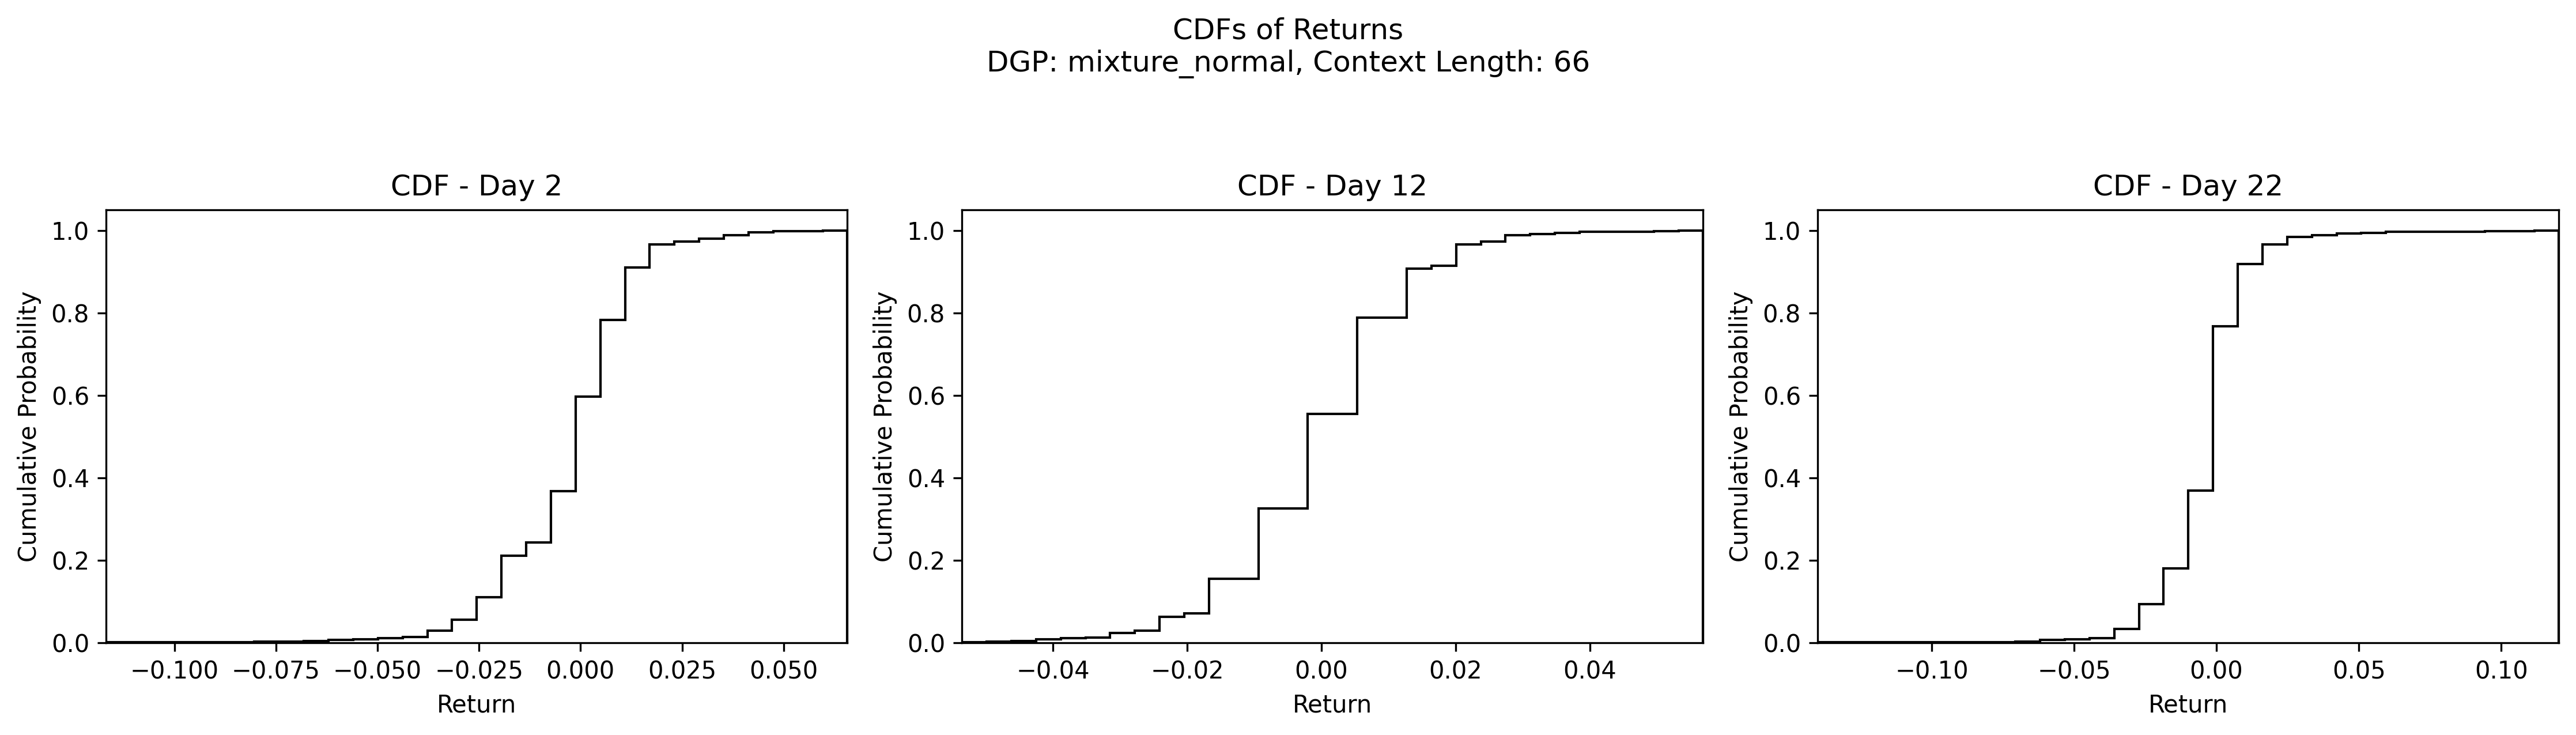 CDFs of Returns
DGP: mixture_normal, Context Length: 66
CDF - Day 2
1.0
0.8
0.6
0.4
0.2
0.0
Cumulative Probability
−0.100 −0.075 −0.050 −0.025 0.000 0.025 0.050
Return
CDF - Day 12
1.0
0.8
0.6
0.4
0.2
0.0
Cumulative Probability
−0.04 −0.02 0.00 0.02 0.04
Return
CDF - Day 22
1.0
0.8
0.6
0.4
0.2
0.0
Cumulative Probability
−0.10 −0.05 0.00 0.05 0.10
Return